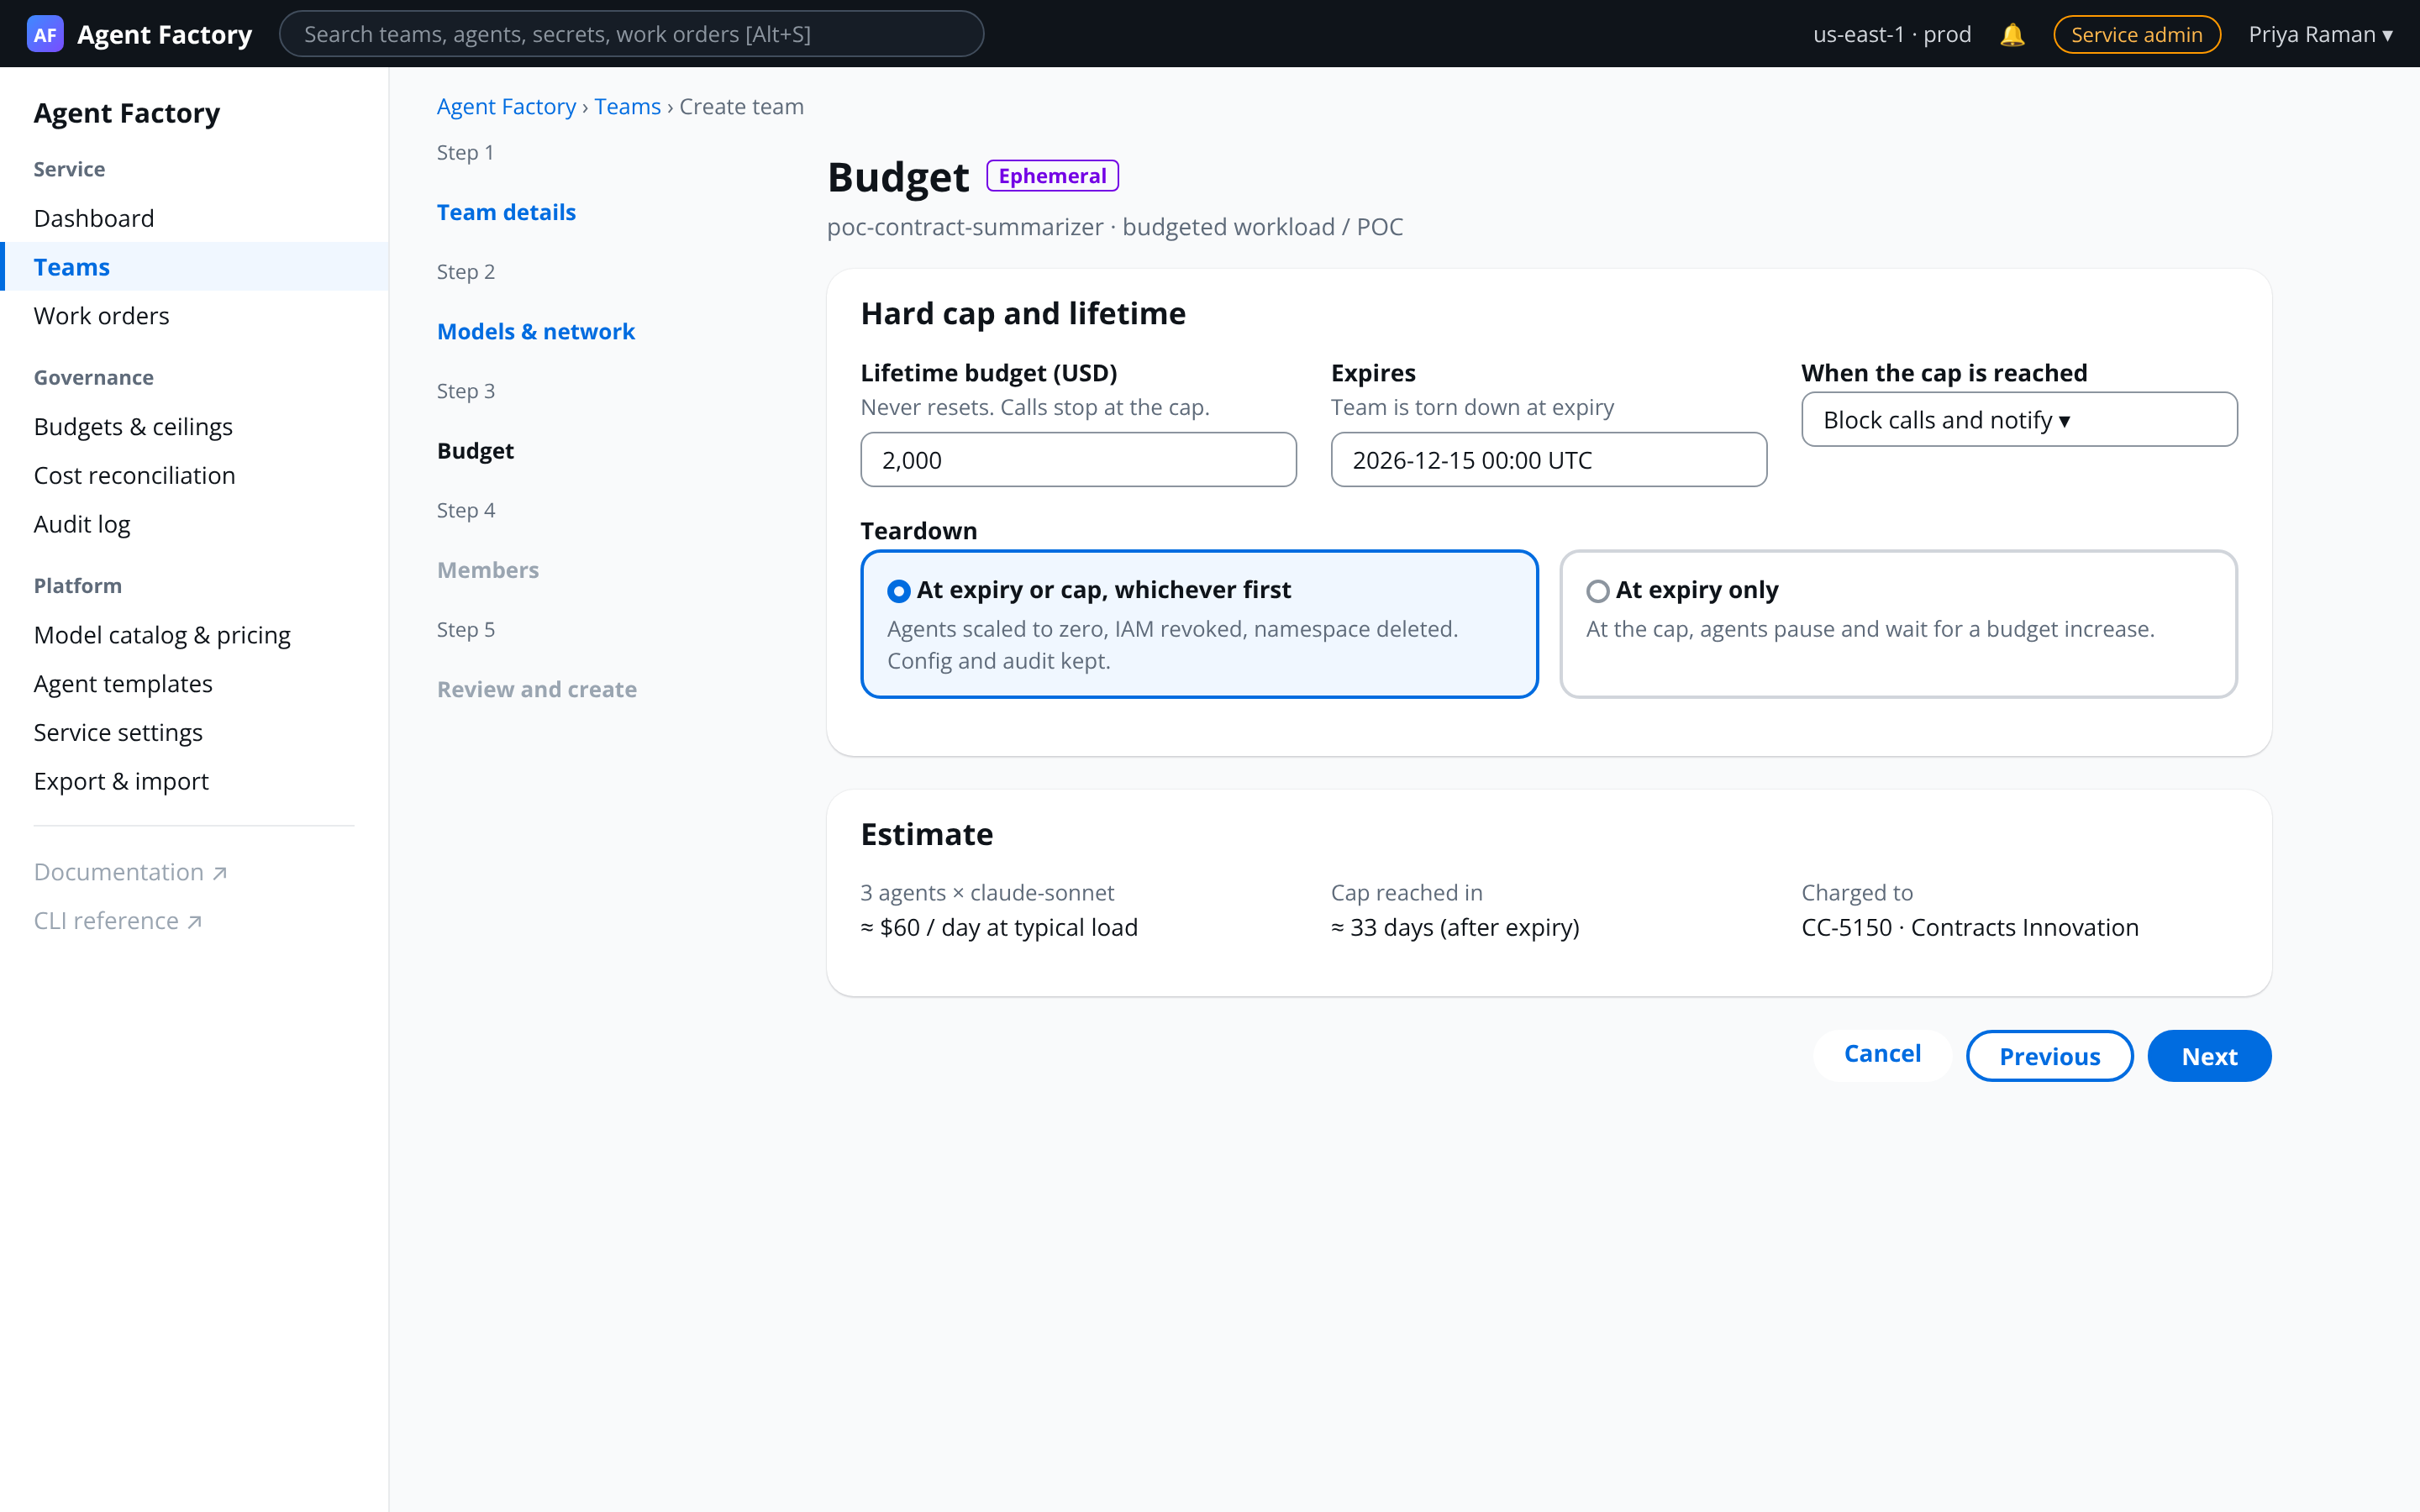 AF Agent Factory
Search teams, agents, secrets, work orders [Alt+S]
us-east-1 · prod
Service admin
Priya Raman ▾
Agent Factory
Service
Dashboard
Teams
Work orders
Governance
Budgets & ceilings
Cost reconciliation
Audit log
Platform
Model catalog & pricing
Agent templates
Service settings
Export & import
Documentation ↗
CLI reference ↗
Agent Factory › Teams › Create team
Step 1
Team details
Step 2
Models & network
Step 3
Budget
Step 4
Members
Step 5
Review and create
Budget Ephemeral
poc-contract-summarizer · budgeted workload / POC
Hard cap and lifetime
Lifetime budget (USD)
Never resets. Calls stop at the cap.
2,000
Expires
Team is torn down at expiry
2026-12-15 00:00 UTC
When the cap is reached
Block calls and notify ▾
Teardown
At expiry or cap, whichever first
Agents scaled to zero, IAM revoked, namespace deleted.
Config and audit kept.
At expiry only
At the cap, agents pause and wait for a budget increase.
Estimate
3 agents × claude-sonnet
≈ $60 / day at typical load
Cap reached in
≈ 33 days (after expiry)
Charged to
CC-5150 · Contracts Innovation
Cancel
Previous
Next